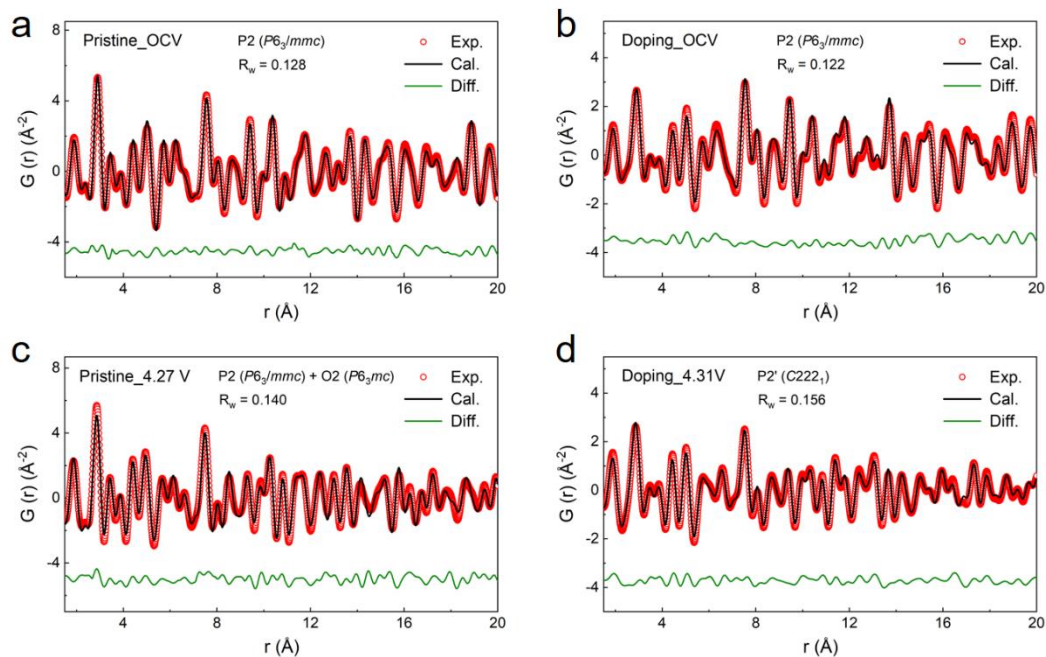 a
Pristine_OCV
P2 (P6₃/mmc)
R_w = 0.128
Exp.
Cal.
Diff.
8
4
0
-4
G (r) (Å⁻²)
4 8 12 16 20
r (Å)
b
Doping_OCV
P2 (P6₃/mmc)
R_w = 0.122
Exp.
Cal.
Diff.
4
2
0
-2
-4
G (r) (Å⁻²)
4 8 12 16 20
r (Å)
c
Pristine_4.27 V
P2 (P6₃/mmc) + O2 (P6₃mc)
R_w = 0.140
Exp.
Cal.
Diff.
8
4
0
-4
G (r) (Å⁻²)
4 8 12 16 20
r (Å)
d
Doping_4.31V
P2' (C222₁)
R_w = 0.156
Exp.
Cal.
Diff.
4
2
0
-2
-4
G (r) (Å⁻²)
4 8 12 16 20
r (Å)